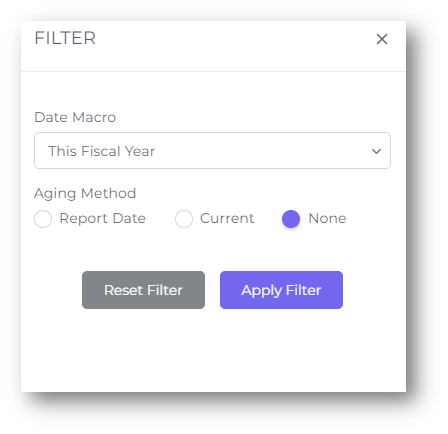 FILTER
Date Macro
This Fiscal Year
Aging Method
Report Date Current None
Reset Filter Apply Filter